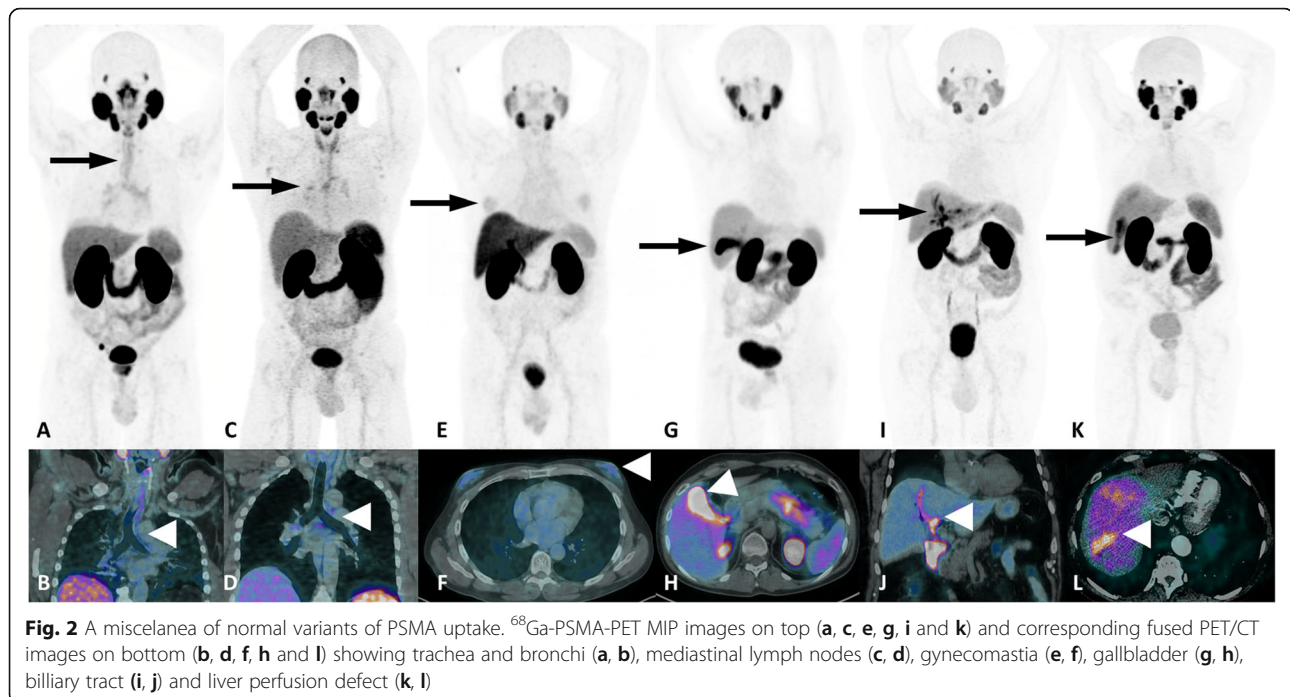 A C E G I K
B D F H J L
Fig. 2 A miscelanea of normal variants of PSMA uptake. ⁶⁸Ga-PSMA-PET MIP images on top (a, c, e, g, i and k) and corresponding fused PET/CT
images on bottom (b, d, f, h and l) showing trachea and bronchi (a, b), mediastinal lymph nodes (c, d), gynecomastia (e, f), gallbladder (g, h),
billiary tract (i, j) and liver perfusion defect (k, l)